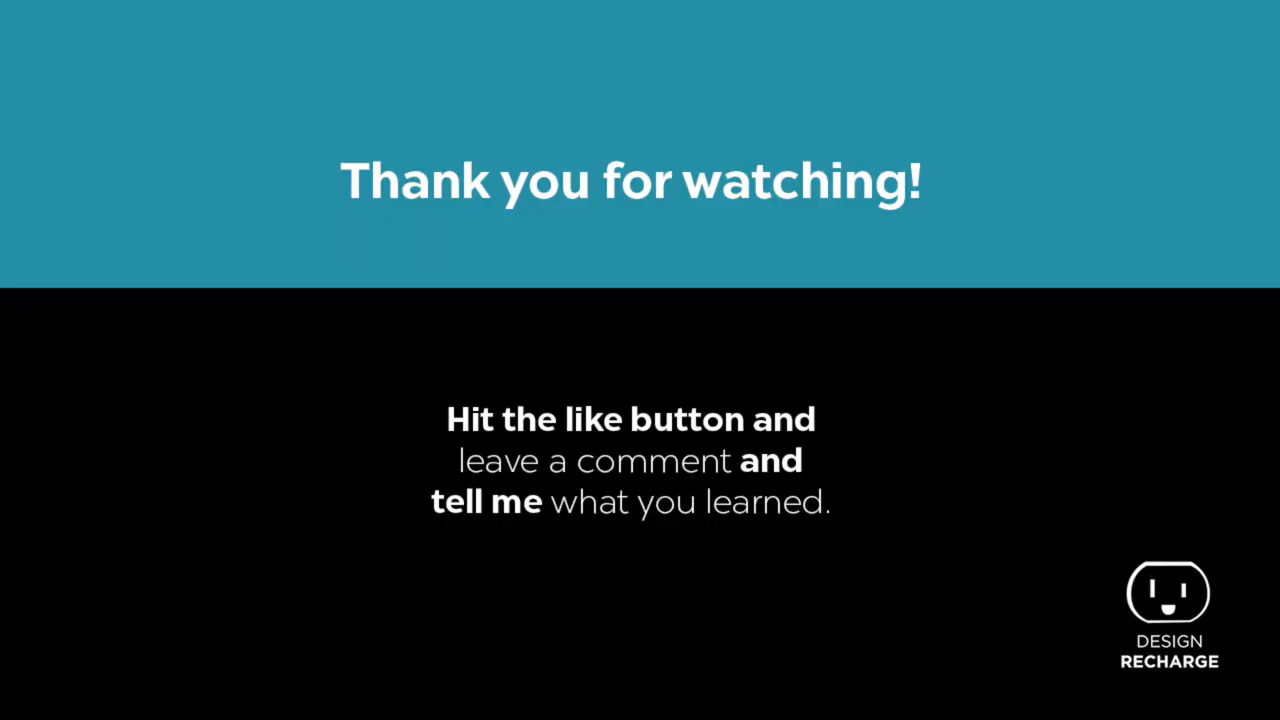 Thank you for watching!
Hit the like button and
leave a comment and
tell me what you learned.
DESIGN
RECHARGE